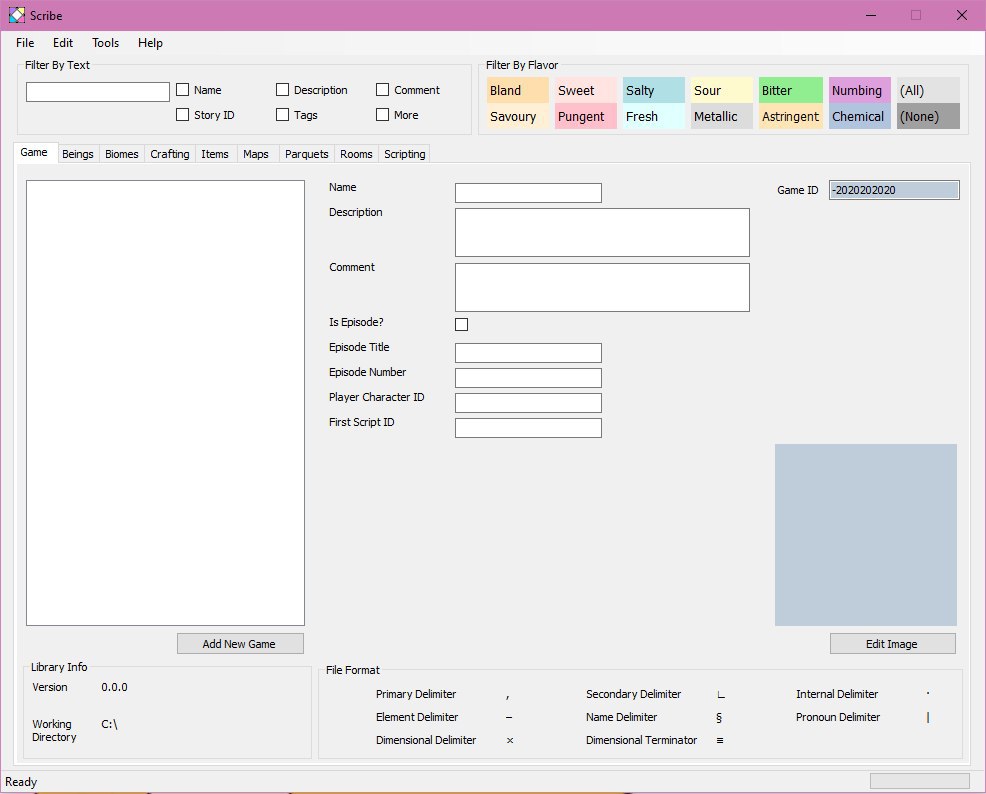 Scribe
File Edit Tools Help
Filter By Text
Name Description Comment
Story ID Tags More
Filter By Flavor
Bland Sweet Salty Sour Bitter Numbing (All)
Savoury Pungent Fresh Metallic Astringent Chemical (None)
Game Beings Biomes Crafting Items Maps Parquets Rooms Scripting
Name
Game ID -2020202020
Description
Comment
Is Episode?
Episode Title
Episode Number
Player Character ID
First Script ID
Add New Game
Edit Image
Library Info
Version 0.0.0
Working
Directory
C:\
File Format
Primary Delimiter , Secondary Delimiter ∟ Internal Delimiter ·
Element Delimiter – Name Delimiter § Pronoun Delimiter |
Dimensional Delimiter × Dimensional Terminator ≡
Ready